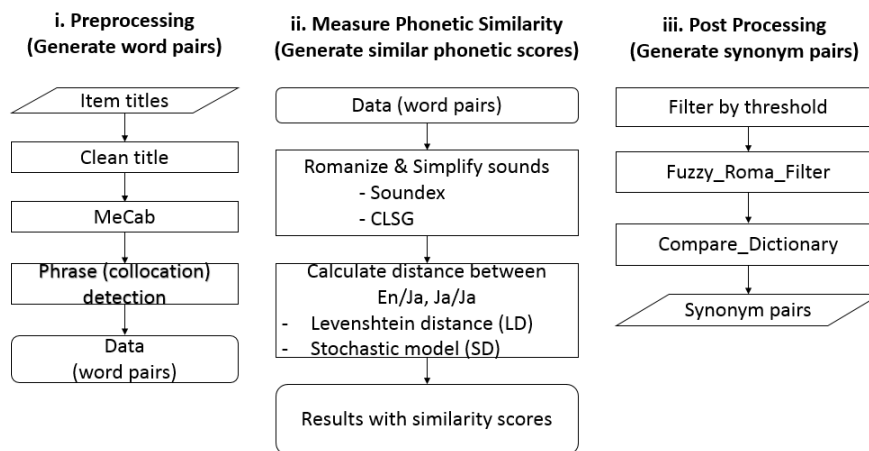 i. Preprocessing
(Generate word pairs)
Item titles
Clean title
MeCab
Phrase (collocation)
detection
Data
(word pairs)
ii. Measure Phonetic Similarity
(Generate similar phonetic scores)
Data (word pairs)
Romanize & Simplify sounds
- Soundex
- CLSG
Calculate distance between
En/Ja, Ja/Ja
- Levenshtein distance (LD)
- Stochastic model (SD)
Results with similarity scores
iii. Post Processing
(Generate synonym pairs)
Filter by threshold
Fuzzy_Roma_Filter
Compare_Dictionary
Synonym pairs